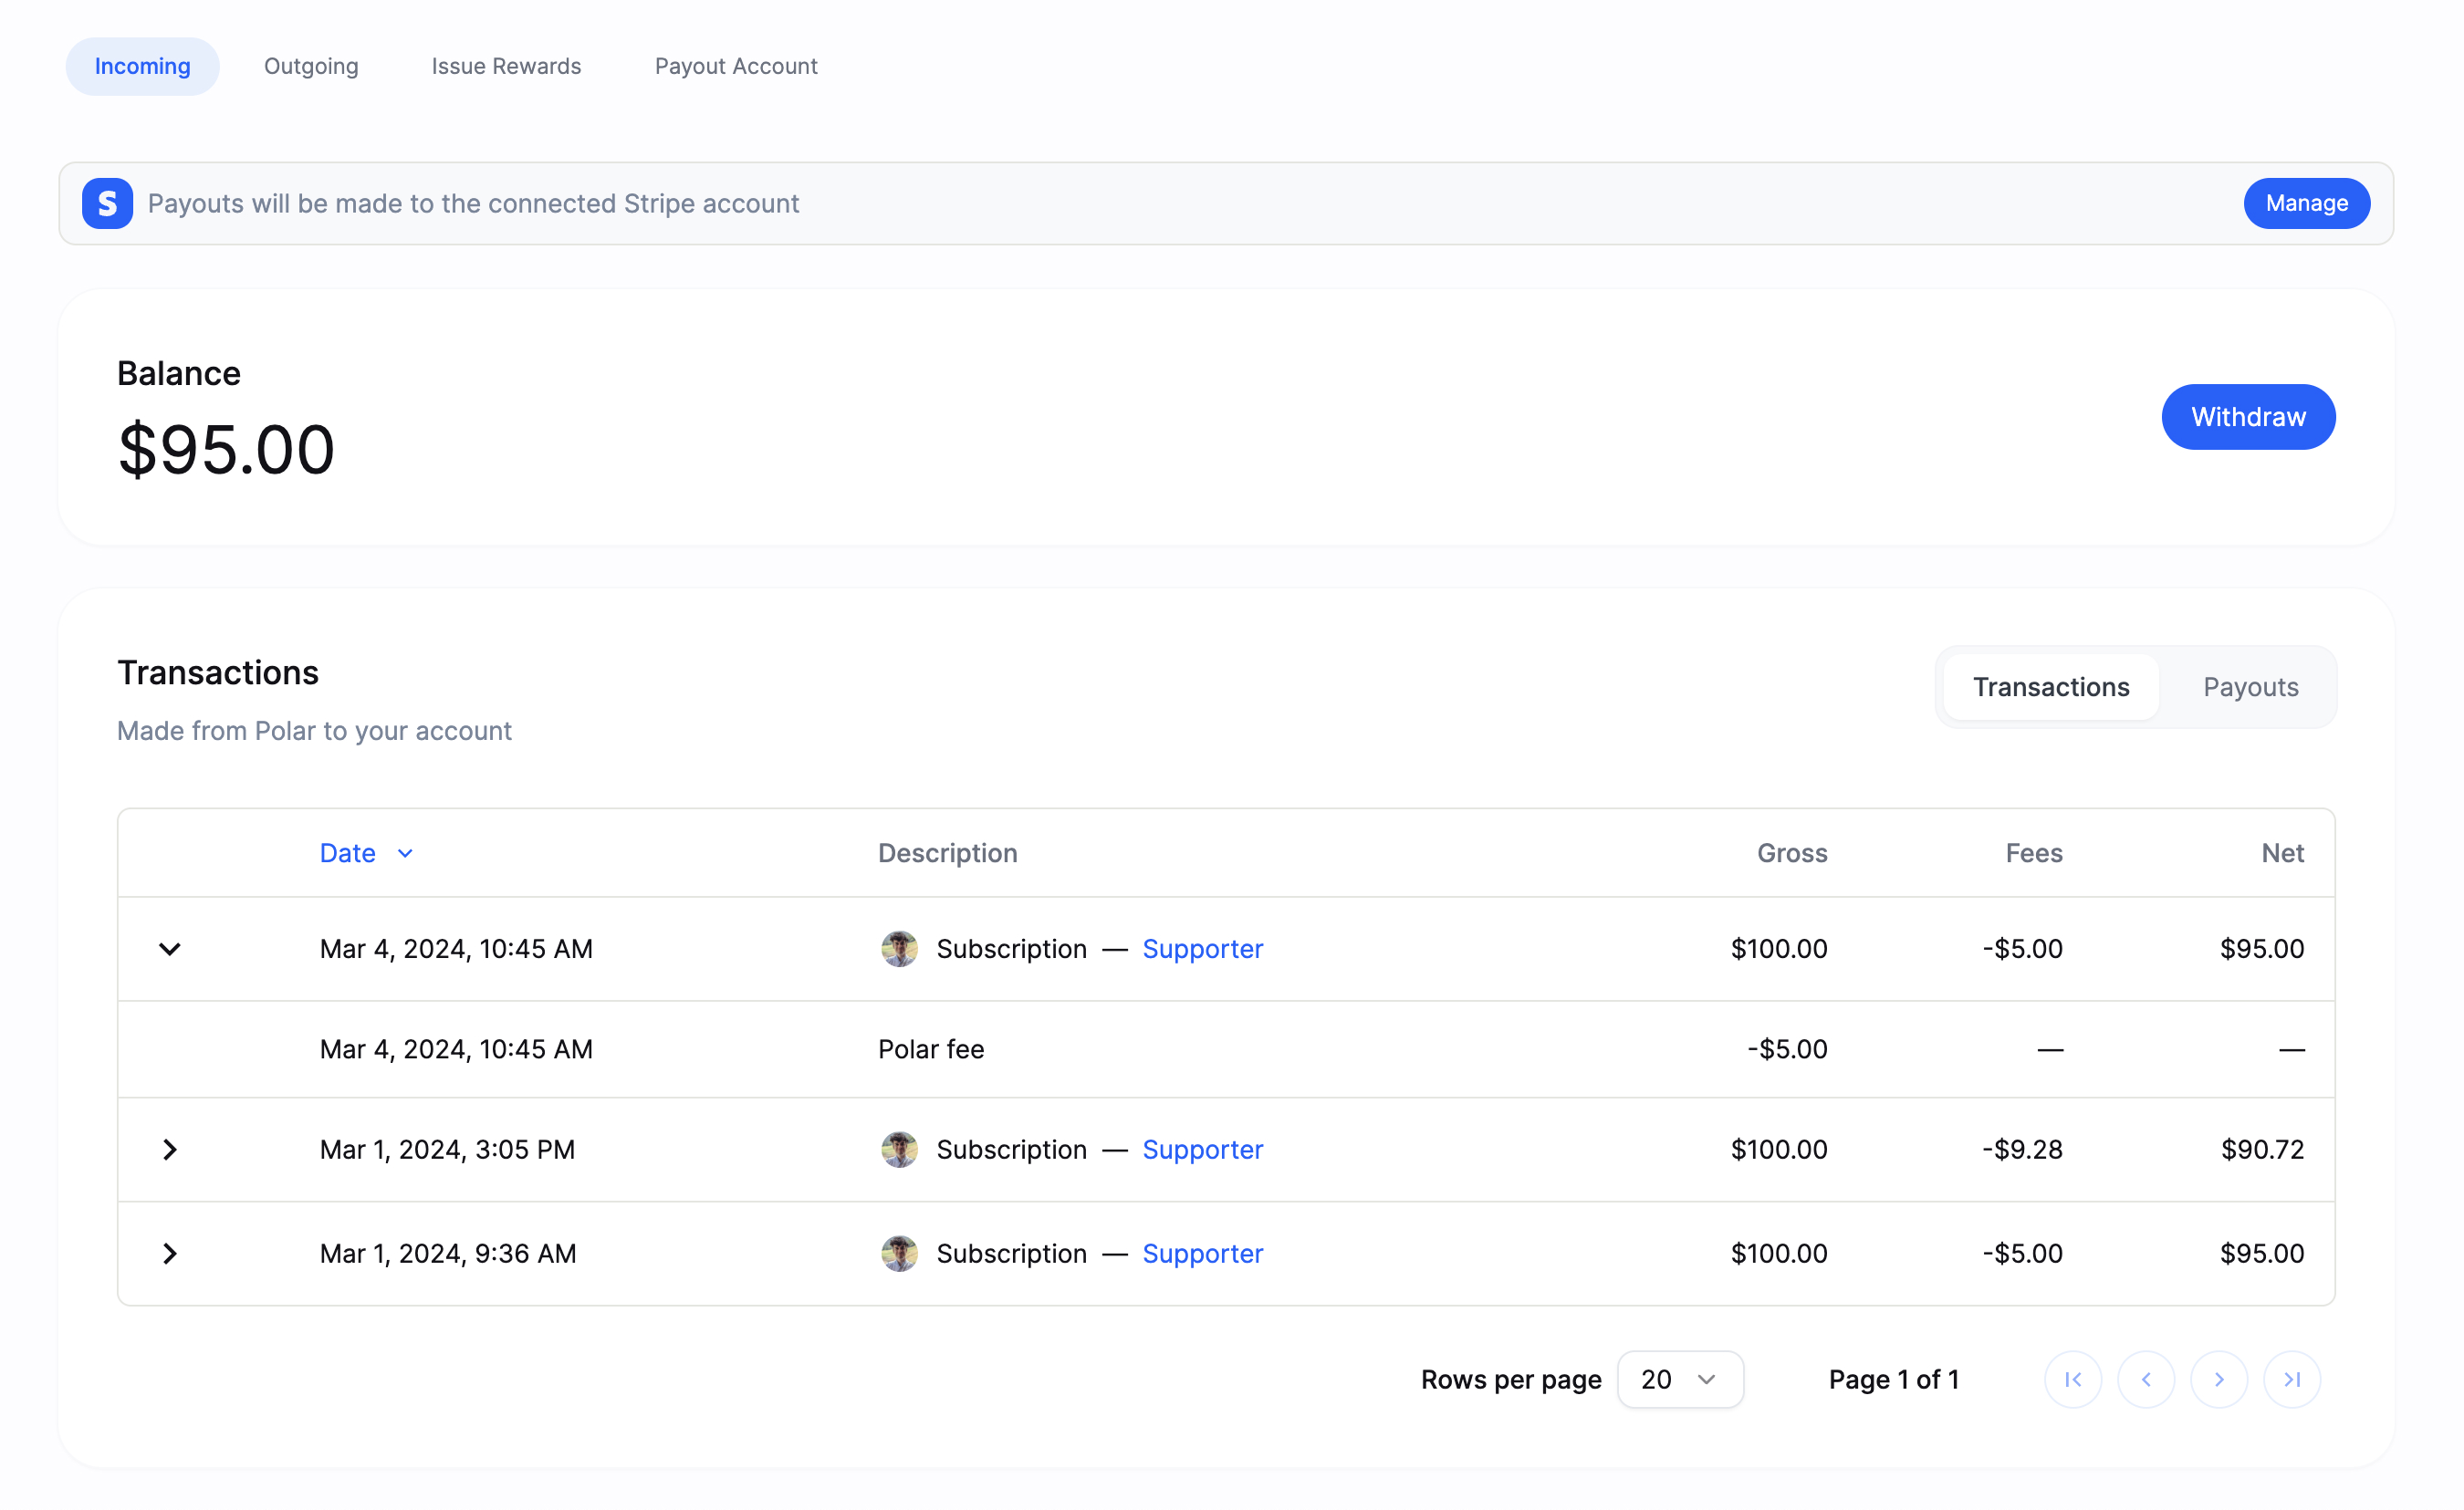 Incoming Outgoing Issue Rewards Payout Account
S Payouts will be made to the connected Stripe account Manage
Balance
$95.00
Withdraw
Transactions
Made from Polar to your account
Transactions Payouts
Date Description Gross Fees Net
Mar 4, 2024, 10:45 AM Subscription — Supporter $100.00 -$5.00 $95.00
Mar 4, 2024, 10:45 AM Polar fee -$5.00 — —
Mar 1, 2024, 3:05 PM Subscription — Supporter $100.00 -$9.28 $90.72
Mar 1, 2024, 9:36 AM Subscription — Supporter $100.00 -$5.00 $95.00
Rows per page 20 Page 1 of 1